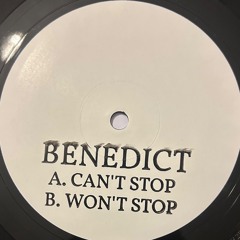 BENEDICT
A. CAN'T STOP
B. WON'T STOP